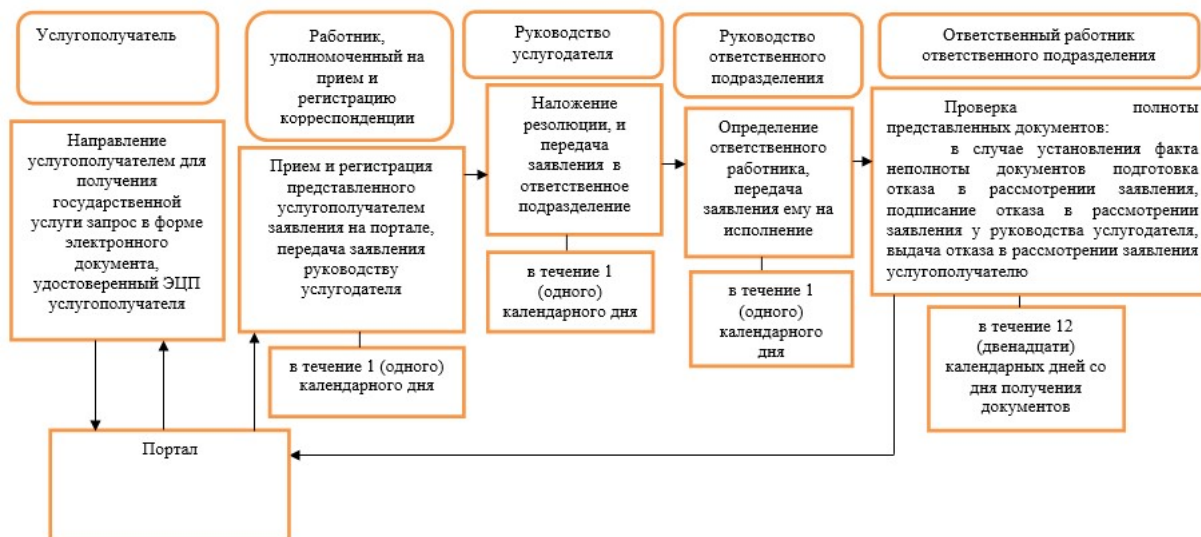 Услугополучатель
Работник,
уполномоченный на
прием и
регистрацию
корреспонденции
Руководство
услугодателя
Руководство
ответственного
подразделения
Ответственный работник
ответственного подразделения
Направление
услугополучателем для
получения
государственной
услуги запрос в форме
электронного
документа,
удостоверенный ЭЦП
услугополучателя
Прием и регистрация
представленного
услугополучателем
заявления на портале,
передача заявления
руководству
услугодателя
Наложение
резолюции, и
передача
заявления в
ответственное
подразделение
Определение
ответственного
работника,
передача
заявления ему на
исполнение
Проверка полноты
представленных документов:
в случае установления факта
неполноты документов подготовка
отказа в рассмотрении заявления,
подписание отказа в рассмотрении
заявления у руководства услугодателя,
выдача отказа в рассмотрении заявления
услугополучателю
в течение 1 (одного)
календарного дня
в течение 1
(одного)
календарного дня
в течение 1
(одного)
календарного
дня
в течение 12
(двенадцати)
календарных дней со
дня получения
документов
Портал